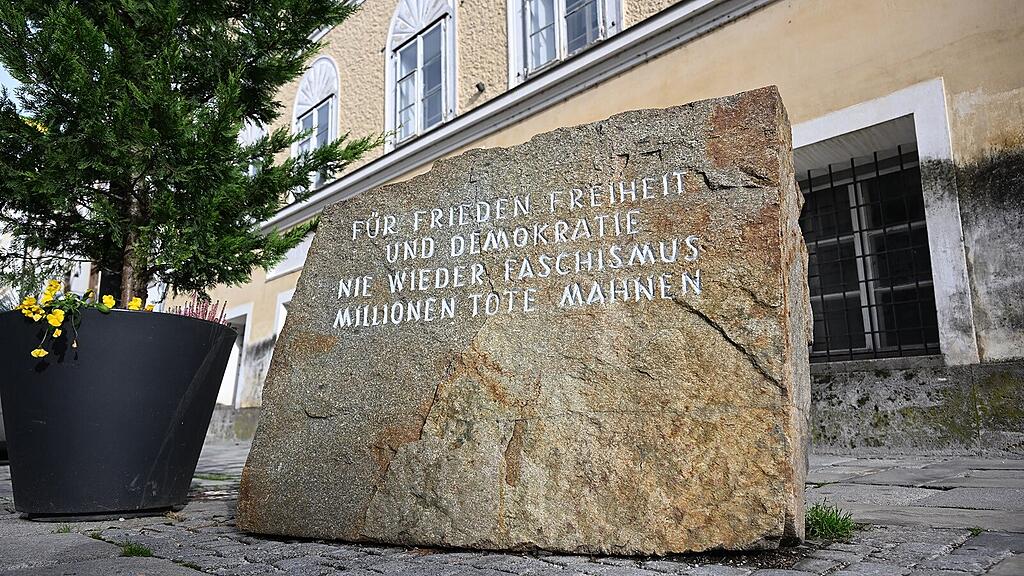 FÜR FRIEDEN FREIHEIT
UND DEMOKRATIE
NIE WIEDER FASCHISMUS
MILLIONEN TOTE MAHNEN